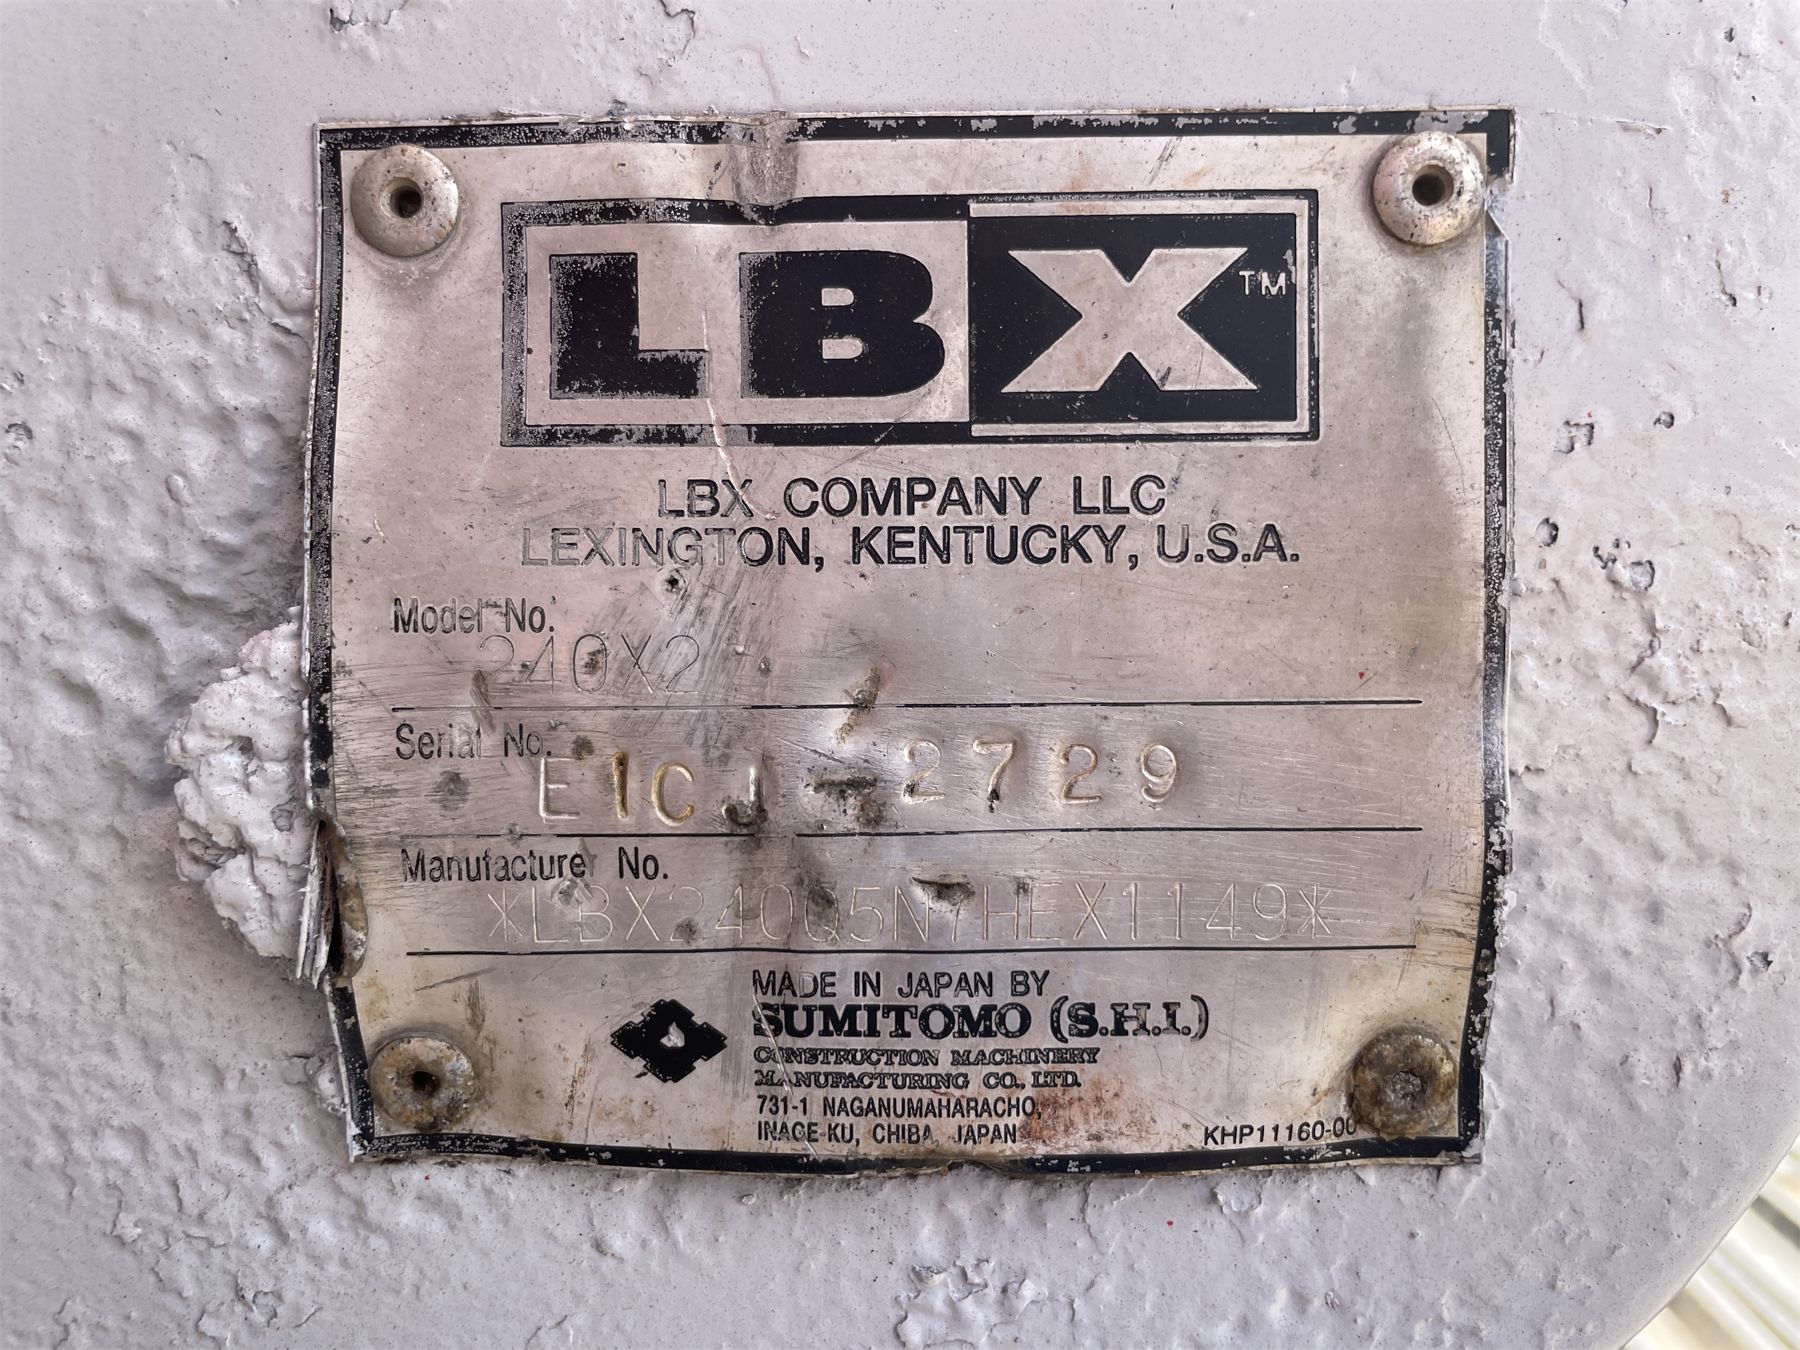 LBX™
LBX COMPANY LLC
LEXINGTON, KENTUCKY, U.S.A.
Model No.
240X2
Serial No.
E1CJ-2729
Manufacturer No.
MADE IN JAPAN BY
SUMITOMO (S.H.I.)
CONSTRUCTION MACHINERY
MANUFACTURING CO., LTD.
731-1 NAGANUMAHARACHO,
INAGE-KU, CHIBA, JAPAN
KHP11160-00